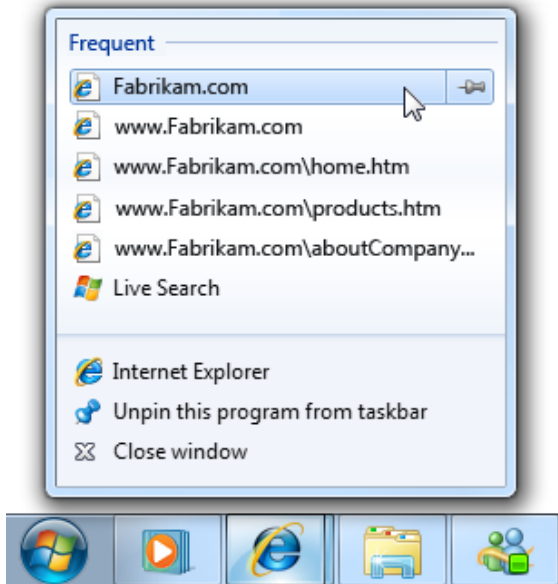 Frequent
Fabrikam.com
www.Fabrikam.com
www.Fabrikam.com\home.htm
www.Fabrikam.com\products.htm
www.Fabrikam.com\aboutCompany...
Live Search
Internet Explorer
Unpin this program from taskbar
Close window